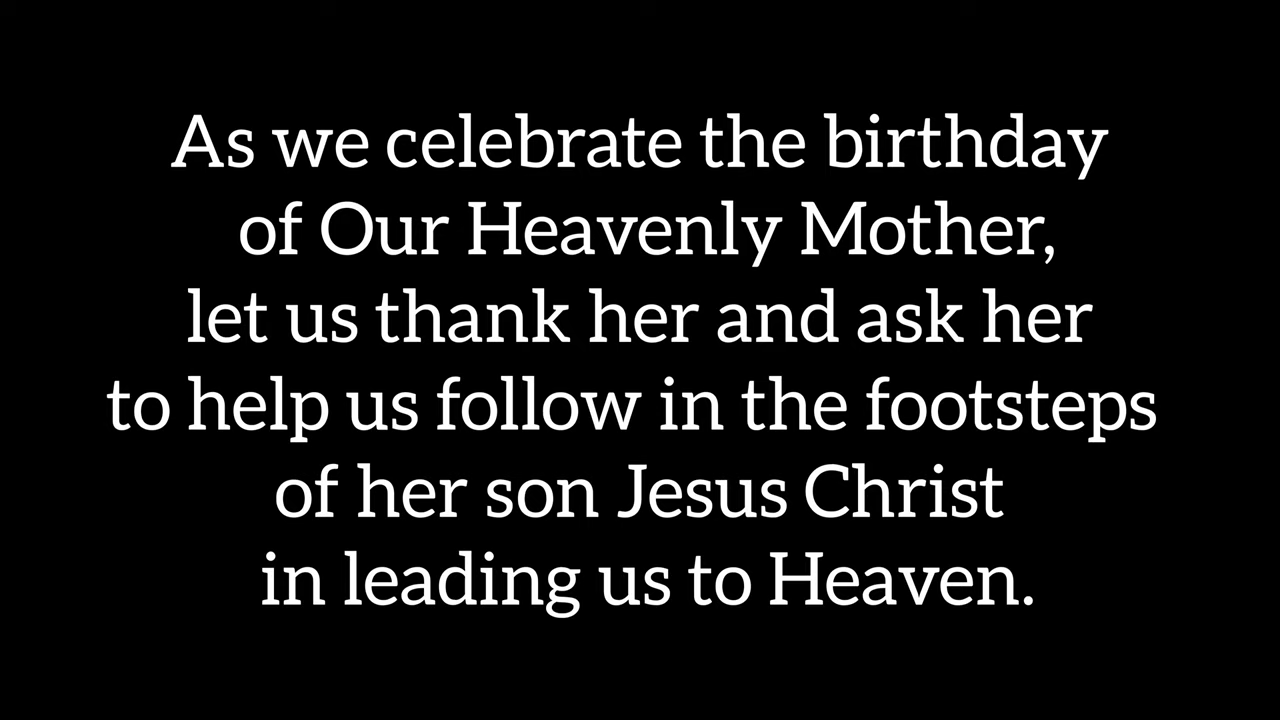 As we celebrate the birthday
of Our Heavenly Mother,
let us thank her and ask her
to help us follow in the footsteps
of her son Jesus Christ
in leading us to Heaven.